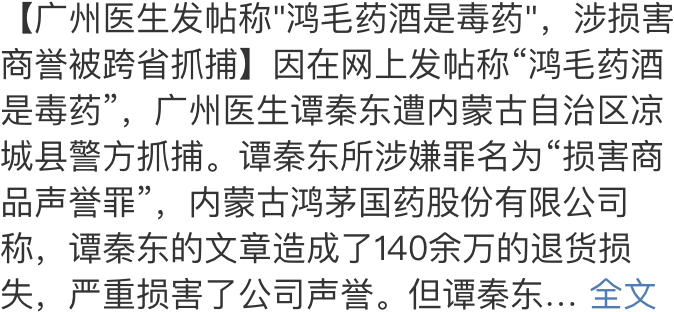 【广州医生发帖称"鸿毛药酒是毒药"，涉损害
商誉被跨省抓捕】因在网上发帖称“鸿毛药酒
是毒药”，广州医生谭秦东遭内蒙古自治区凉
城县警方抓捕。谭秦东所涉嫌罪名为“损害商
品声誉罪”，内蒙古鸿茅国药股份有限公司
称，谭秦东的文章造成了140余万的退货损
失，严重损害了公司声誉。但谭秦东... 全文